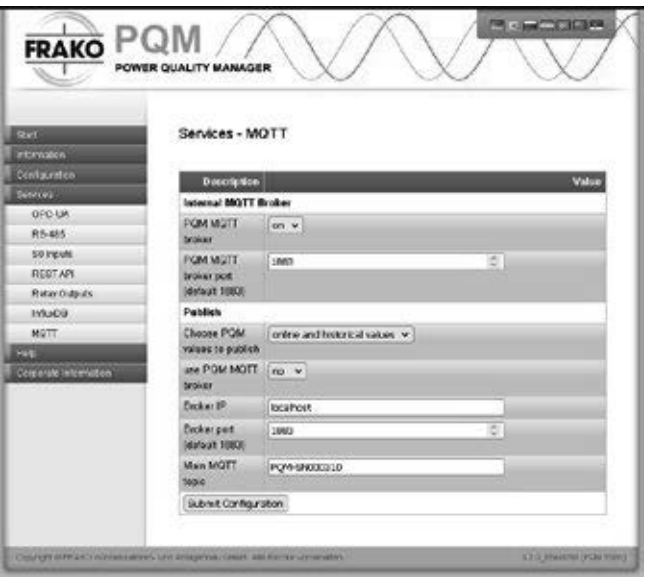 FRAKO
PQM
POWER QUALITY MANAGER
Start
Information
Configuration
Services
OPC-UA
RS-485
S0 Inputs
REST API
Relay Outputs
InfluxDB
MQTT
Help
Corporate Information
Services - MQTT
Description Value
Internal MQTT Broker
PQM MQTT
broker
on
PQM MQTT
broker port
(default 1883)
1883
Publish
Choose PQM
values to publish
online and historical values
use PQM MQTT
broker
no
Broker IP
localhost
Broker port
(default 1883)
1883
Main MQTT
topic
Submit Configuration